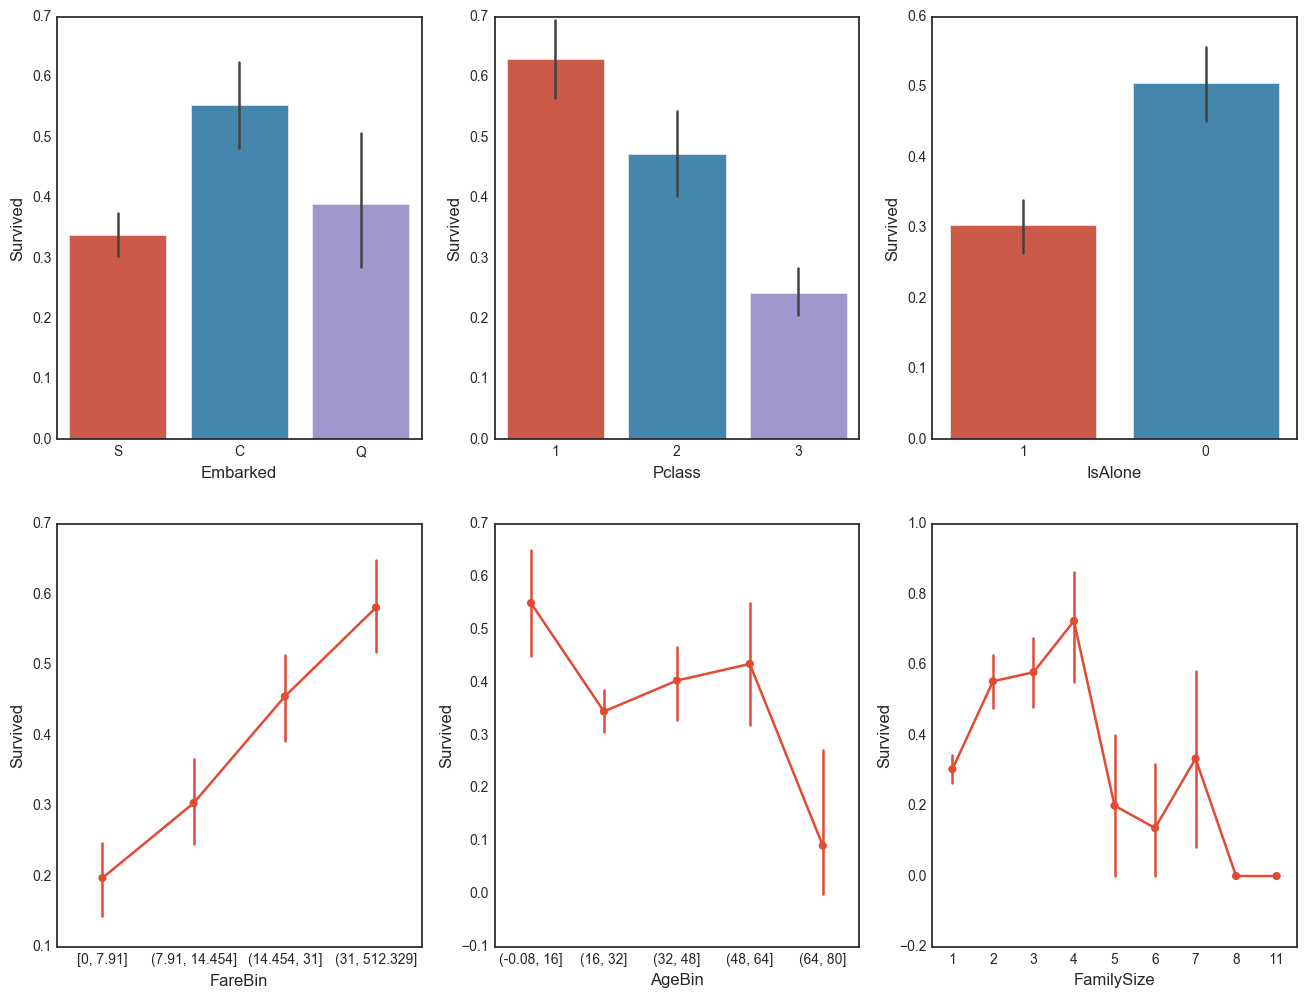 0.7
0.6
0.5
0.4
0.3
0.2
0.1
0.0
Survived
S C Q
Embarked
0.7
0.6
0.5
0.4
0.3
0.2
0.1
0.0
Survived
1 2 3
Pclass
0.6
0.5
0.4
0.3
0.2
0.1
0.0
Survived
1 0
IsAlone
0.7
0.6
0.5
0.4
0.3
0.2
0.1
Survived
[0, 7.91] (7.91, 14.454] (14.454, 31] (31, 512.329]
FareBin
0.7
0.6
0.5
0.4
0.3
0.2
0.1
0.0
−0.1
Survived
(-0.08, 16] (16, 32] (32, 48] (48, 64] (64, 80]
AgeBin
1.0
0.8
0.6
0.4
0.2
0.0
−0.2
Survived
1 2 3 4 5 6 7 8 11
FamilySize